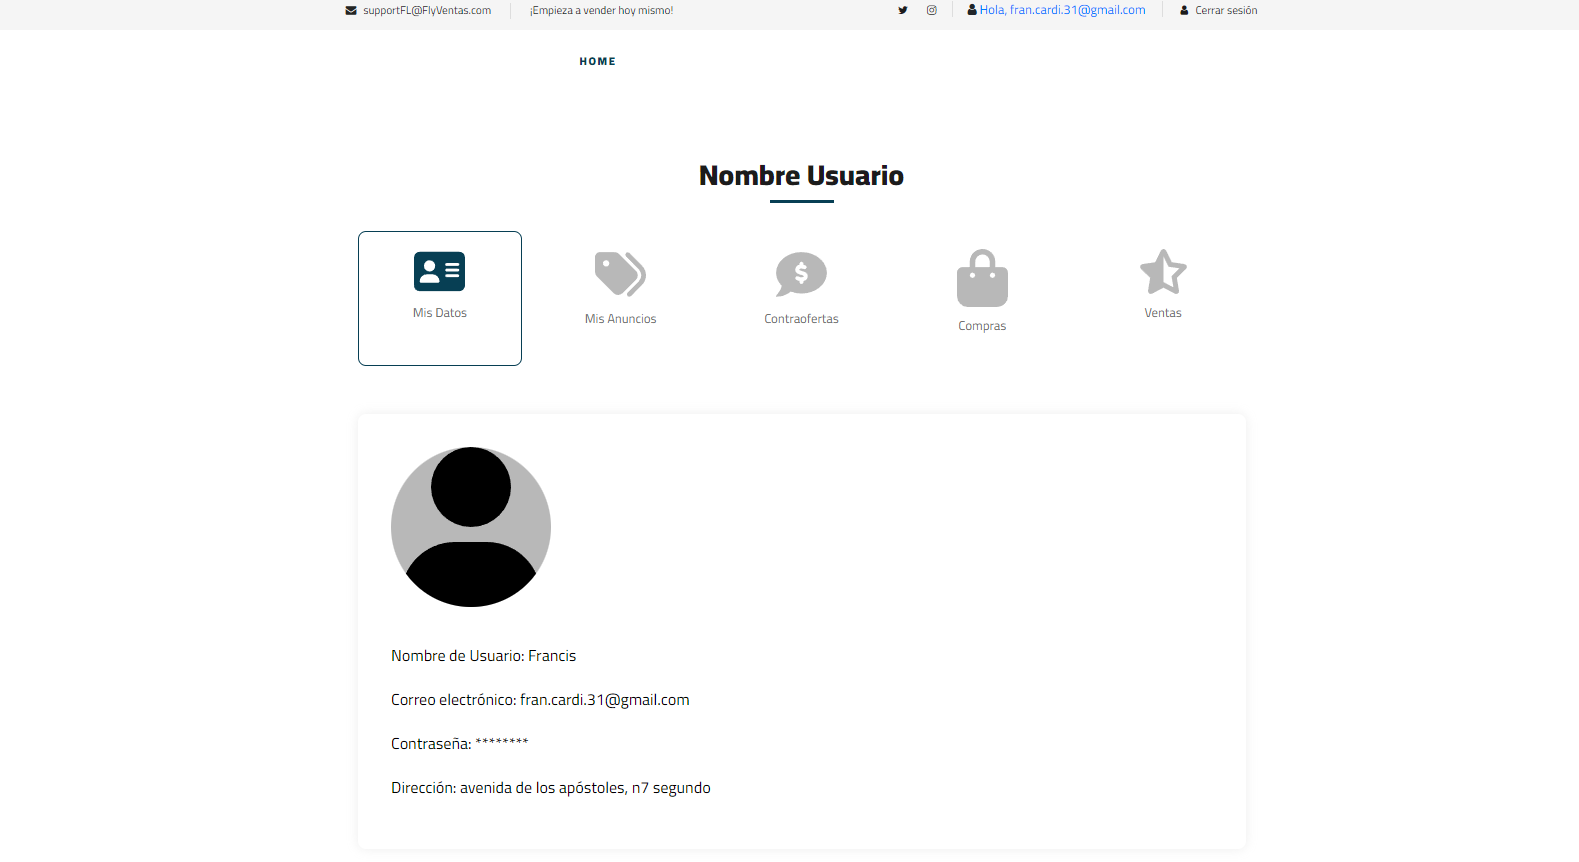 supportFL@FlyVentas.com ¡Empieza a vender hoy mismo! Hola, fran.cardi.31@gmail.com Cerrar sesión
HOME
Nombre Usuario
Mis Datos
Mis Anuncios
Contraofertas
Compras
Ventas
Nombre de Usuario: Francis
Correo electrónico: fran.cardi.31@gmail.com
Contraseña: ********
Dirección: avenida de los apóstoles, n7 segundo